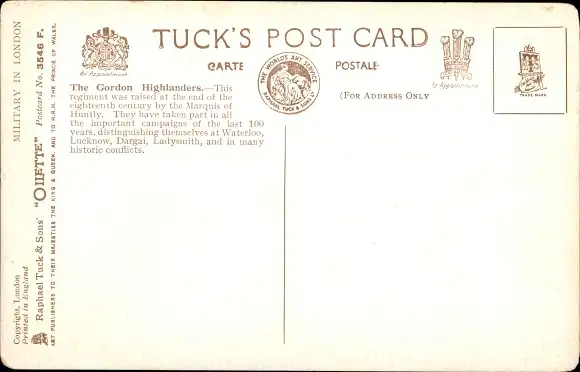 TUCK'S POST CARD
CARTE POSTALE
By Appointment
THE WORLD'S ART SERVICE
RAPHAEL TUCK & SONS LD
(FOR ADDRESS ONLY
by Appointment
TRADE MARK
The Gordon Highlanders.—This
regiment was raised at the end of the
eighteenth century by the Marquis of
Huntly. They have taken part in all
the important campaigns of the last 100
years, distinguishing themselves at Waterloo,
Lucknow, Dargai, Ladysmith, and in many
historic conflicts.
MILITARY IN LONDON
Postcard No. 3546 F.
Copyright, London
Printed in England
Raphael Tuck & Sons' "OILETTE"
ART PUBLISHERS TO THEIR MAJESTIES THE KING & QUEEN, AND TO H.R.H. THE PRINCE OF WALES.